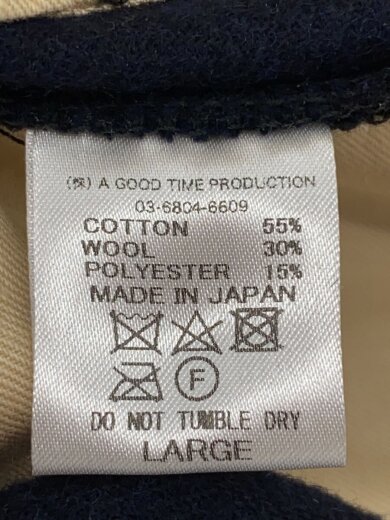 (株) A GOOD TIME PRODUCTION
03-6804-6609
COTTON 55%
WOOL 30%
POLYESTER 15%
MADE IN JAPAN
F
DO NOT TUMBLE DRY
LARGE